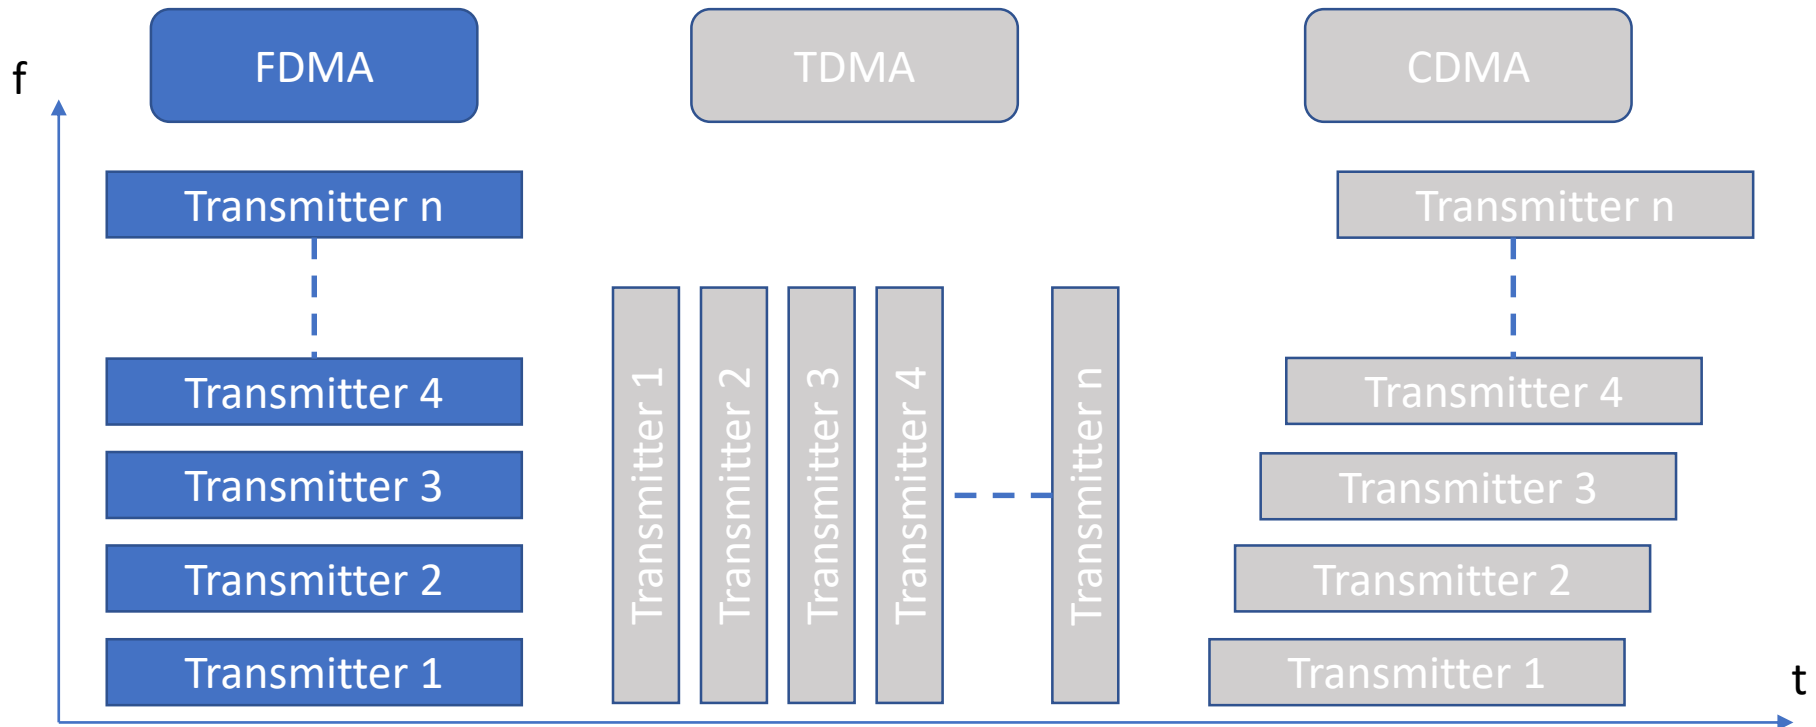 f
FDMA
TDMA
CDMA
Transmitter n
Transmitter 4
Transmitter 3
Transmitter 2
Transmitter 1
Transmitter 1
Transmitter 2
Transmitter 3
Transmitter 4
Transmitter n
Transmitter n
Transmitter 4
Transmitter 3
Transmitter 2
Transmitter 1
t